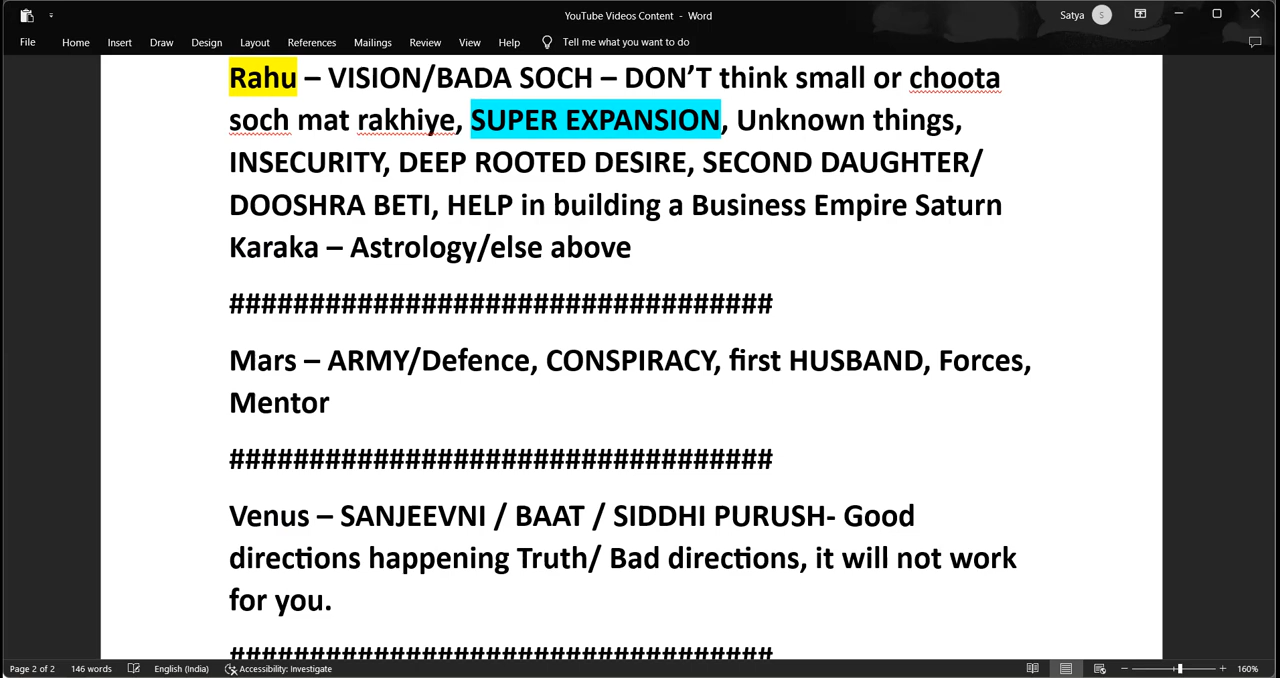 YouTube Videos Content - Word
Satya S
File Home Insert Draw Design Layout References Mailings Review View Help Tell me what you want to do
Rahu – VISION/BADA SOCH – DON’T think small or choota
soch mat rakhiye, SUPER EXPANSION, Unknown things,
INSECURITY, DEEP ROOTED DESIRE, SECOND DAUGHTER/
DOOSHRA BETI, HELP in building a Business Empire Saturn
Karaka – Astrology/else above
##################################
Mars – ARMY/Defence, CONSPIRACY, first HUSBAND, Forces,
Mentor
##################################
Venus – SANJEEVNI / BAAT / SIDDHI PURUSH- Good
directions happening Truth/ Bad directions, it will not work
for you.
##################################
Page 2 of 2 146 words English (India) Accessibility: Investigate 160%